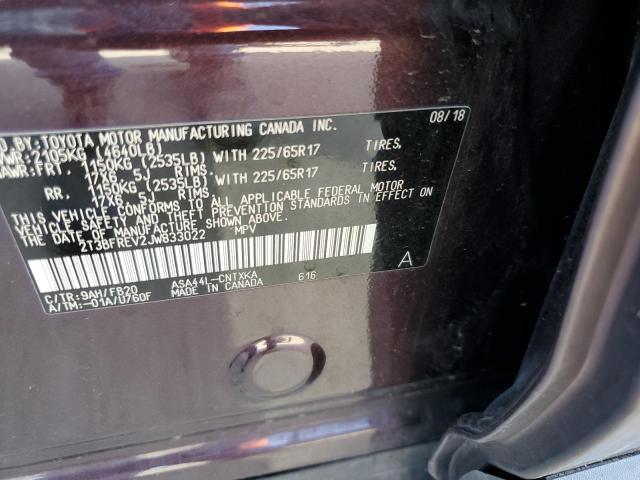 D BY:TOYOTA MOTOR MANUFACTURING CANADA INC. 08/18
VWR:2105KG (4640LB)
AWR:FRT. 1150KG (2535LB) WITH 225/65R17 TIRES,
17X6.5J RIMS.
RR. 1150KG (2535LB) WITH 225/65R17 TIRES,
17X6.5J RIMS.
THIS VEHICLE CONFORMS TO ALL APPLICABLE FEDERAL MOTOR
VEHICLE SAFETY AND THEFT PREVENTION STANDARDS IN EFFECT ON
THE DATE OF MANUFACTURE SHOWN ABOVE.
2T3BFREV2JW833022 MPV
C/TR:9AH/FB20 ASA44L-CNTXKA 616 A
A/TM:-01A/U760F MADE IN CANADA